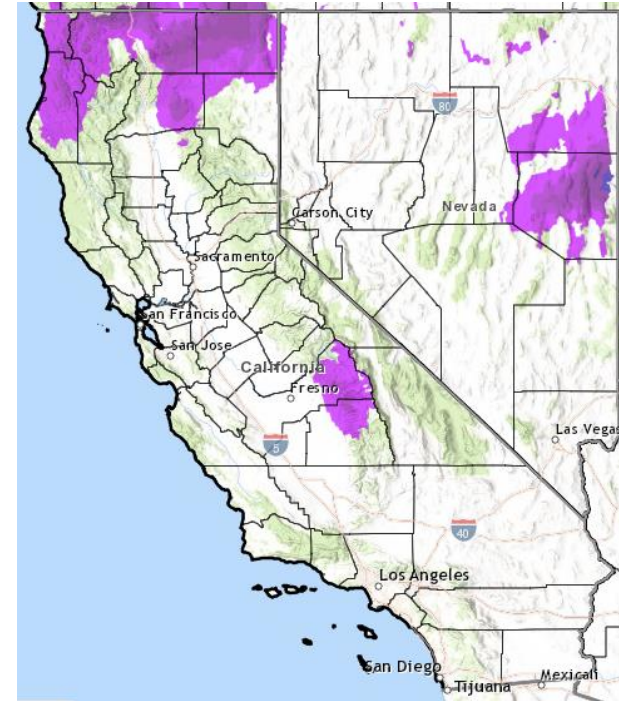 80
Nevada
Carson City
Sacramento
San Francisco
San Jose
California
Fresno
Las Vegas
5
40
Los Angeles
San Diego
Tijuana
Mexicali